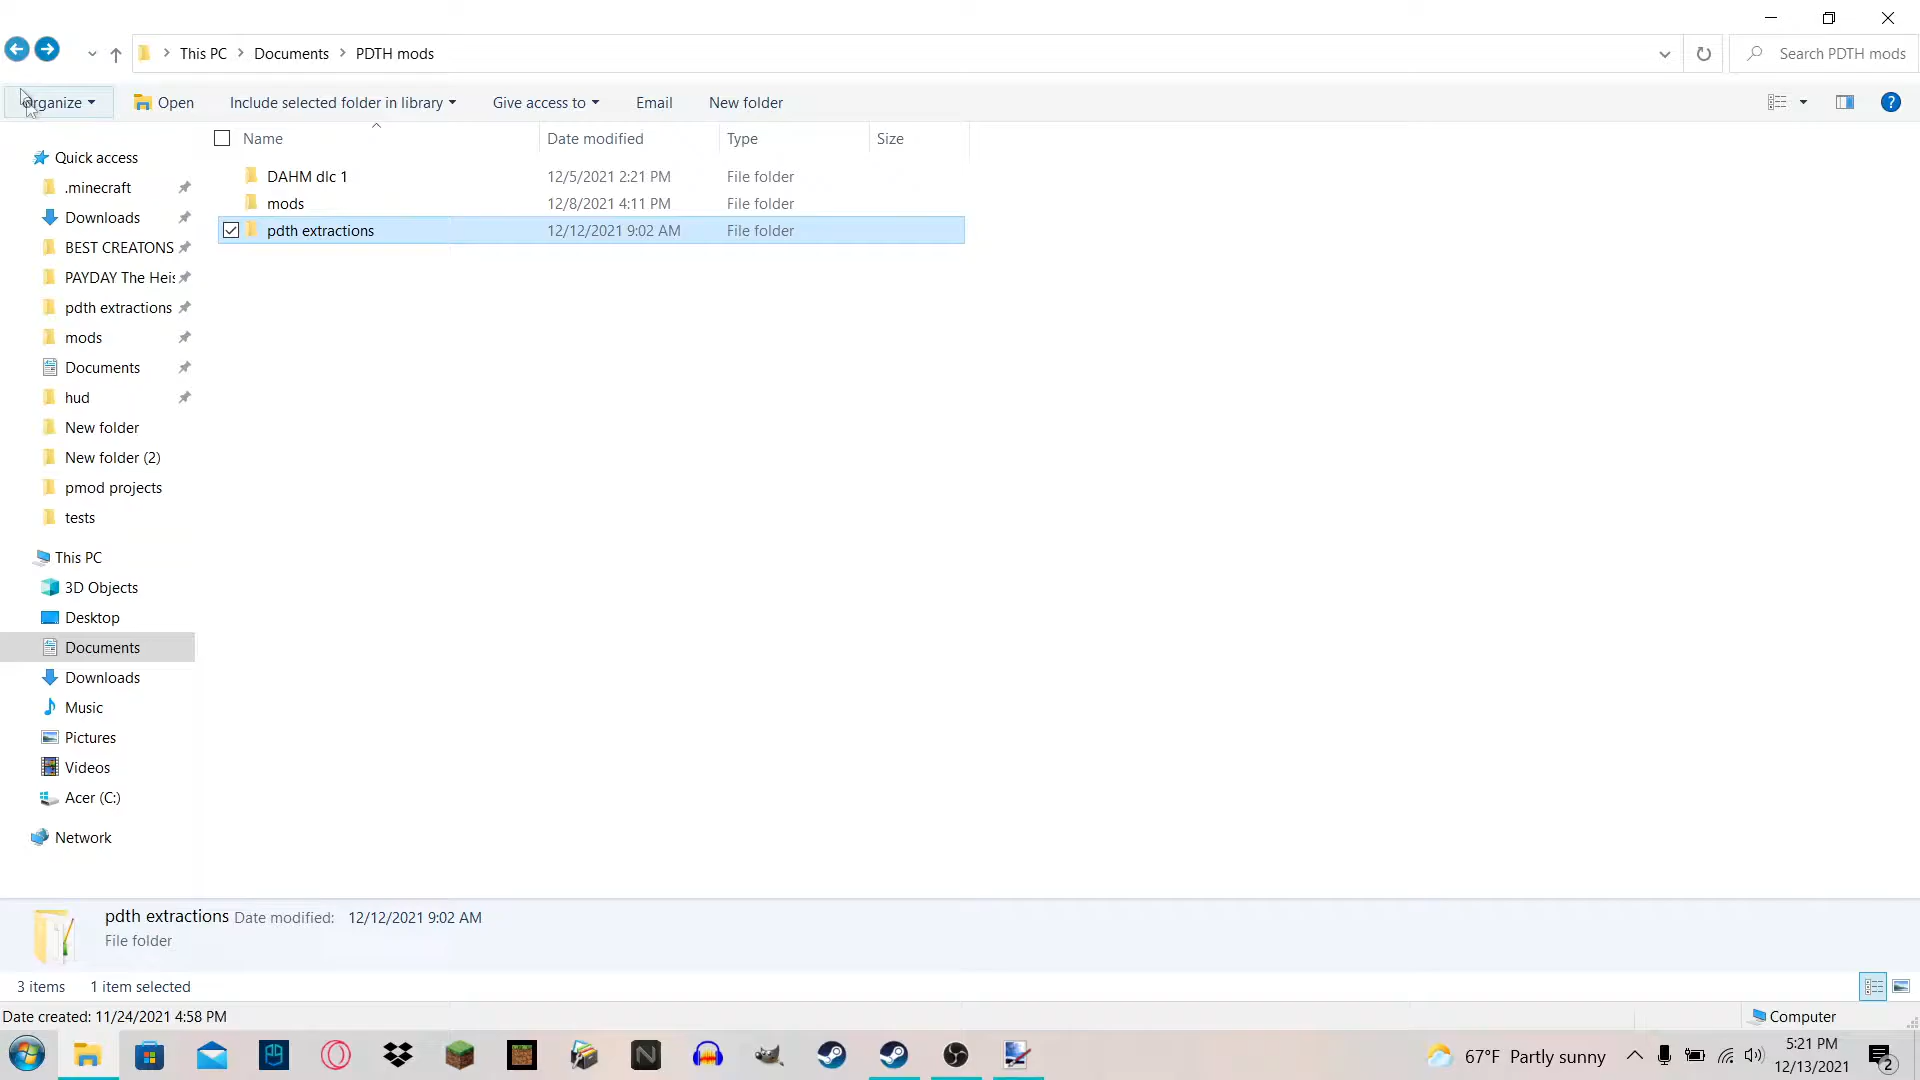 This PC
Documents
PDTH mods
Search PDTH mods
Organize
Open
Include selected folder in library
Give access to
Email
New folder
?
Name
Date modified
Type
Size
DAHM dlc 1
12/5/2021 2:21 PM
File folder
mods
12/8/2021 4:11 PM
File folder
pdth extractions
12/12/2021 9:02 AM
File folder
Quick access
.minecraft
Downloads
BEST CREATONS
PAYDAY The Heis
pdth extractions
mods
Documents
hud
New folder
New folder (2)
pmod projects
tests
This PC
3D Objects
Desktop
Documents
Downloads
Music
Pictures
Videos
Acer (C:)
Network
pdth extractions Date modified: 12/12/2021 9:02 AM
File folder
3 items 1 item selected
Date created: 11/24/2021 4:58 PM
Computer
67°F Partly sunny
5:21 PM
12/13/2021
2